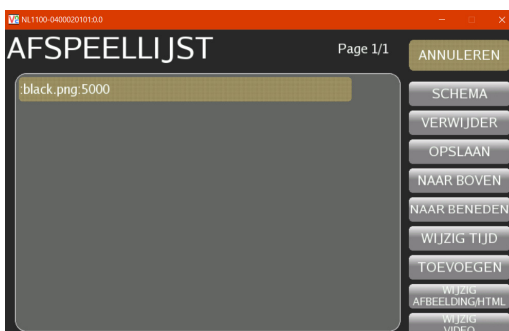 NL1100-0400020101:0.0
AFSPEELLIJST
Page 1/1
ANNULEREN
:black.png:5000
SCHEMA
VERWIJDER
OPSLAAN
NAAR BOVEN
NAAR BENEDEN
WIJZIG TIJD
TOEVOEGEN
WIJZIG
AFBEELDING/HTML
WIJZIG
VIDEO